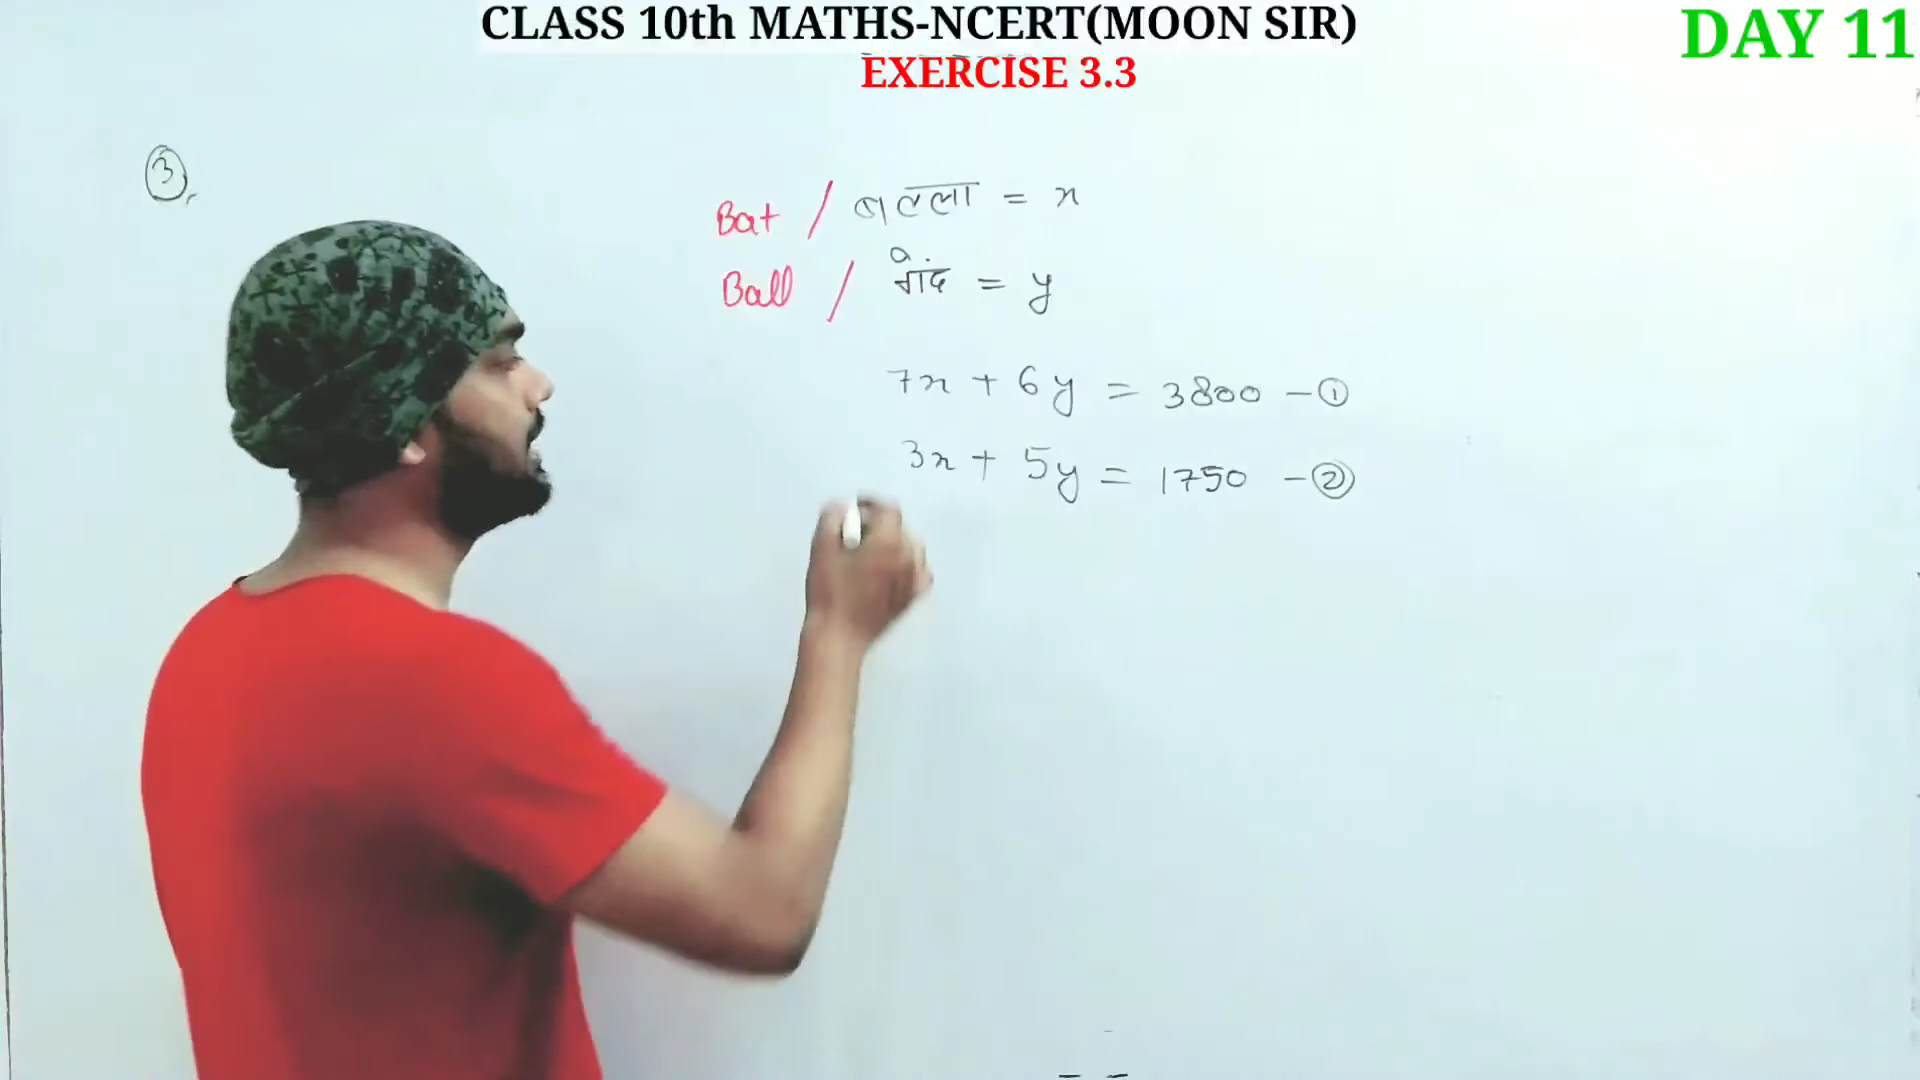 CLASS 10th MATHS-NCERT(MOON SIR)
DAY 11
EXERCISE 3.3
3,
Bat / बल्ला = x
Ball / गेंद = y
7x + 6y = 3800 - ①
3x + 5y = 1750 - ②